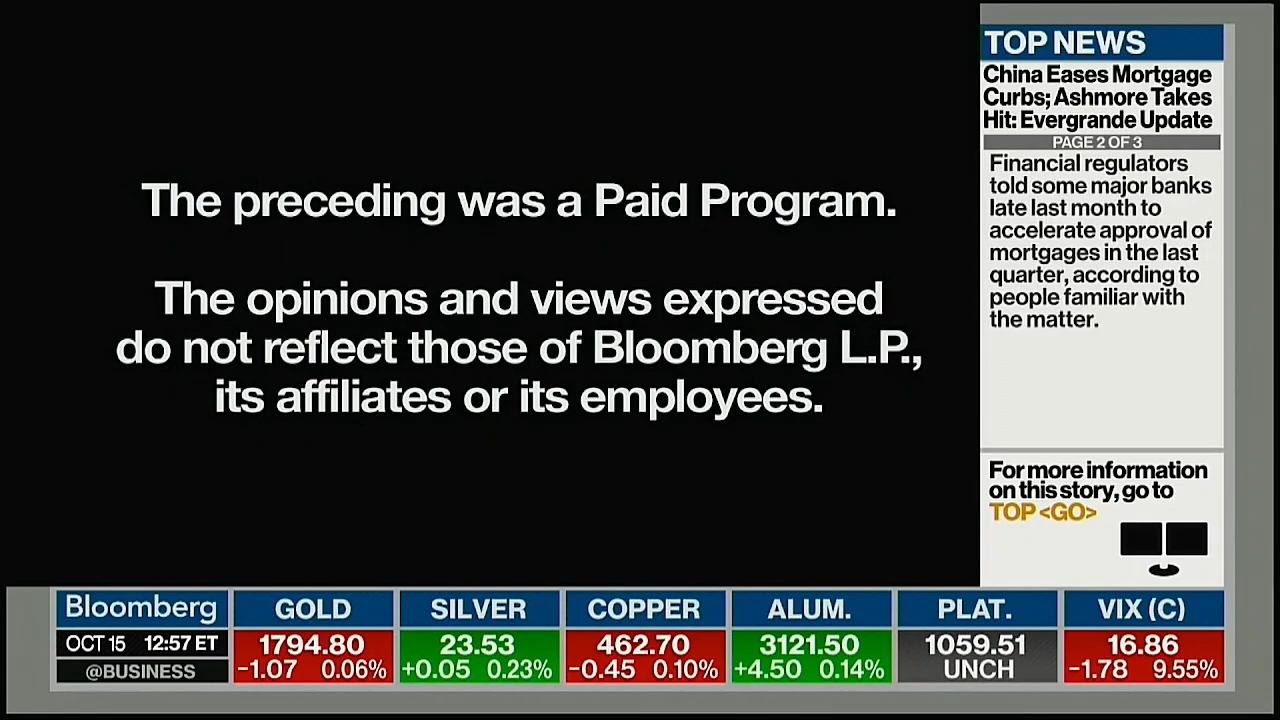 The preceding was a Paid Program.
The opinions and views expressed
do not reflect those of Bloomberg L.P.,
its affiliates or its employees.
TOP NEWS
China Eases Mortgage
Curbs; Ashmore Takes
Hit: Evergrande Update
PAGE 2 OF 3
Financial regulators
told some major banks
late last month to
accelerate approval of
mortgages in the last
quarter, according to
people familiar with
the matter.
For more information
on this story, go to
TOP <GO>
Bloomberg
OCT 15 12:57 ET
@BUSINESS
GOLD
1794.80
−1.07 0.06%
SILVER
23.53
+0.05 0.23%
COPPER
462.70
−0.45 0.10%
ALUM.
3121.50
+4.50 0.14%
PLAT.
1059.51
UNCH
VIX (C)
16.86
−1.78 9.55%